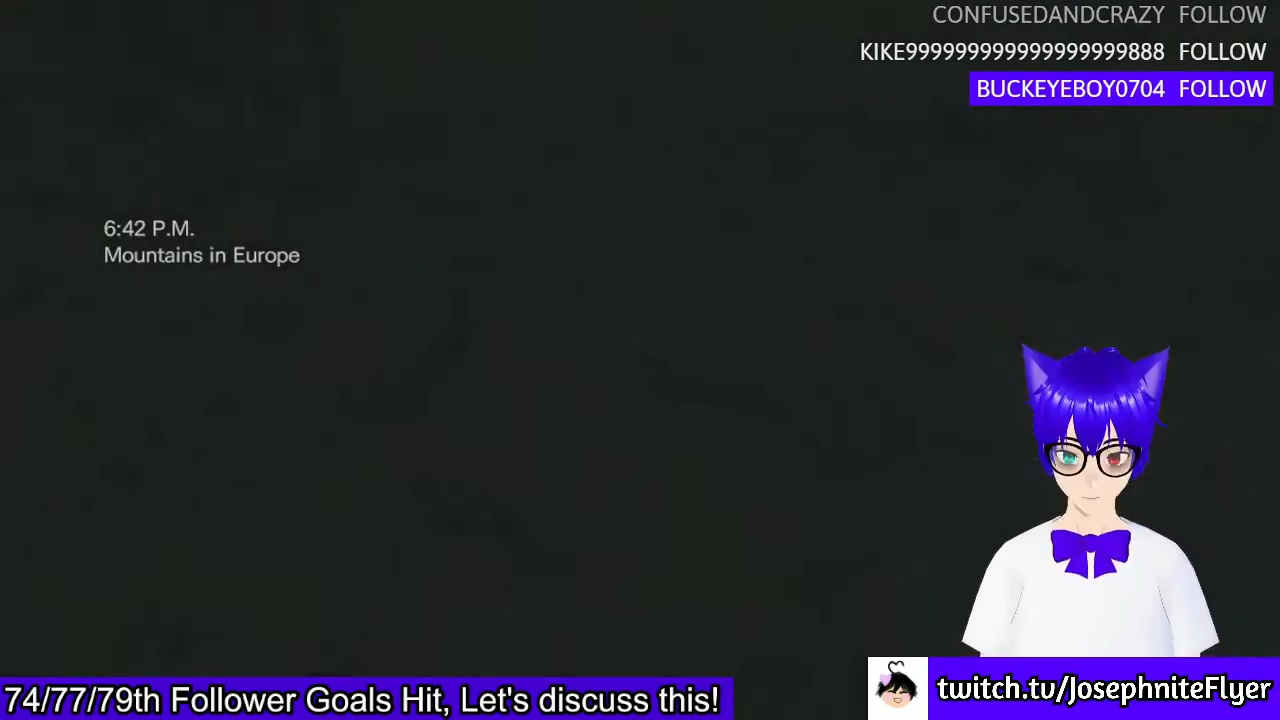 CONFUSEDANDCRAZY FOLLOW
KIKE999999999999999999888 FOLLOW
BUCKEYEBOY0704 FOLLOW
6:42 P.M.
Mountains in Europe
74/77/79th Follower Goals Hit, Let's discuss this!
twitch.tv/JosephniteFlyer